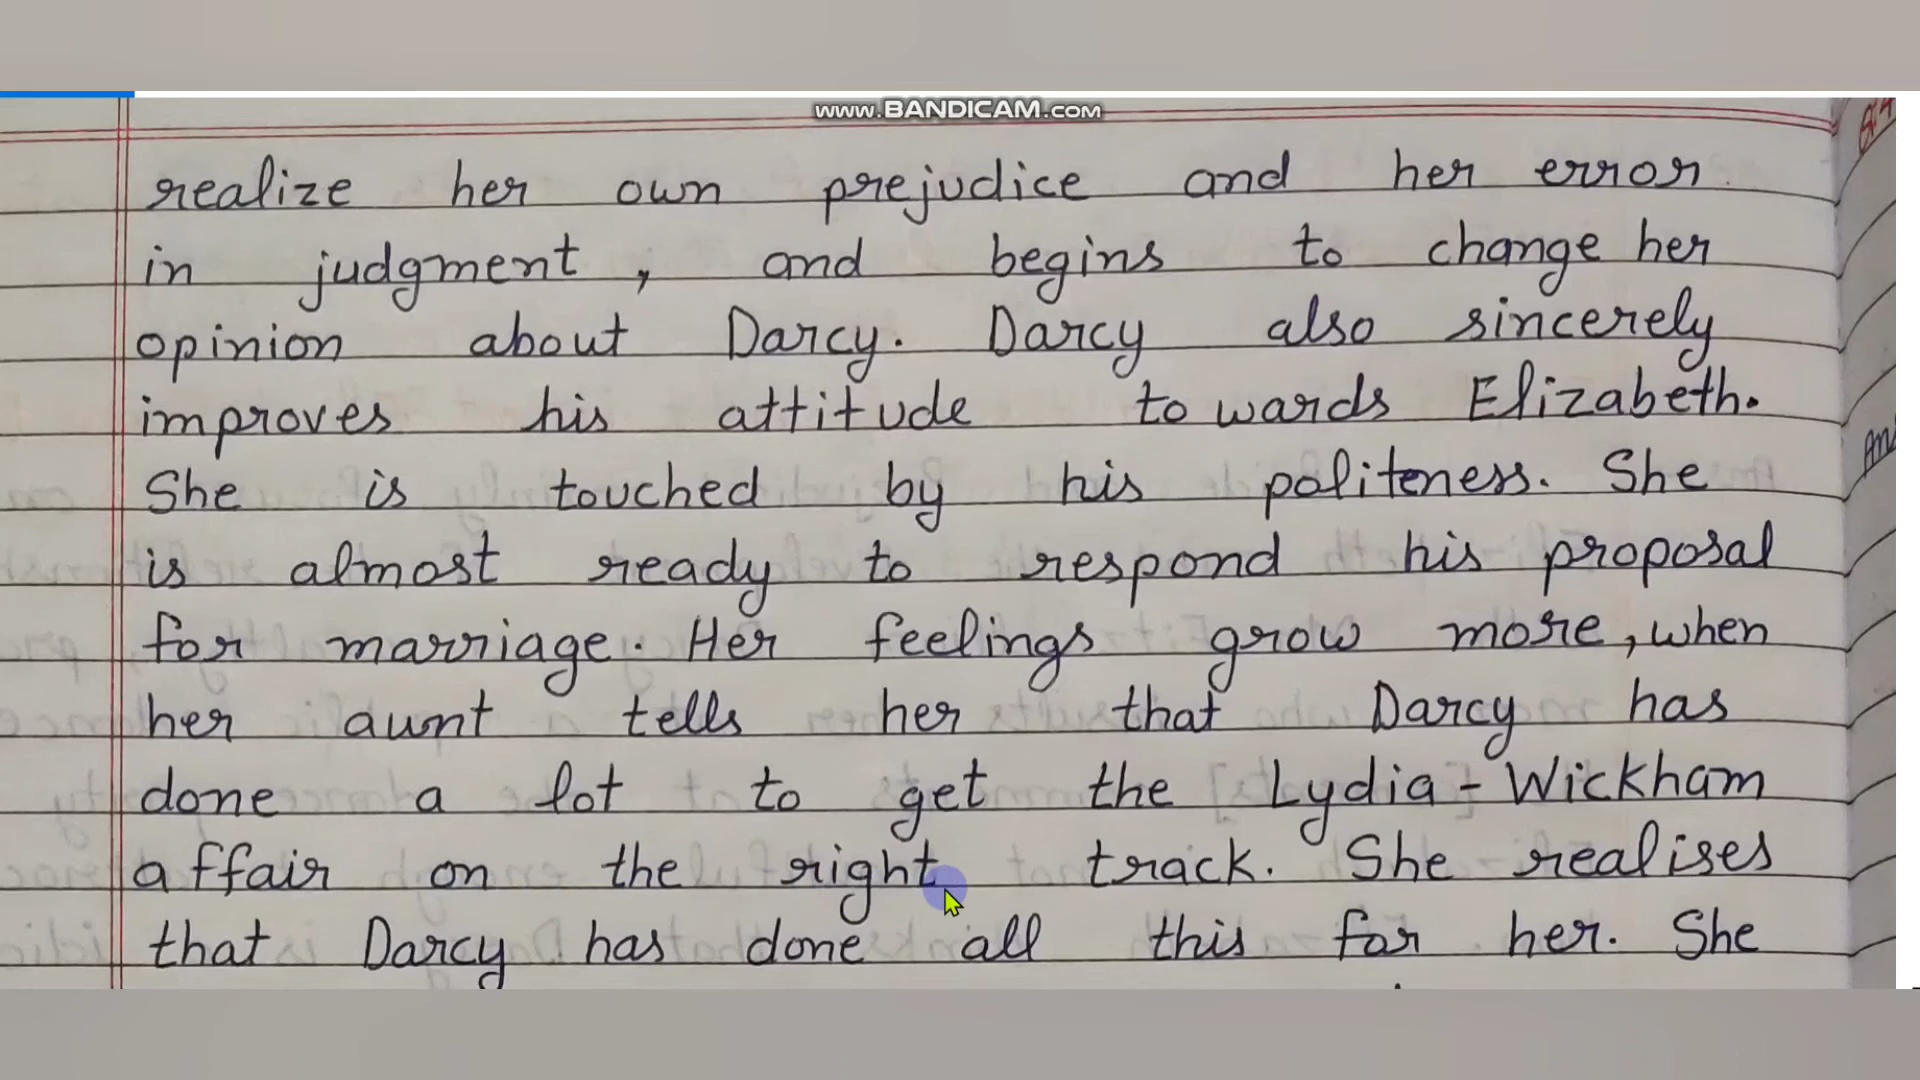 www.BANDICAM.com
realize her own prejudice and her error
in judgment, and begins to change her
opinion about Darcy. Darcy also sincerely
improves his attitude towards Elizabeth.
She is touched by his politeness. She
is almost ready to respond his proposal
for marriage. Her feelings grow more, when
her aunt tells her that Darcy has
done a lot to get the Lydia - Wickham
affair on the right track. She realises
that Darcy has done all this for her. She